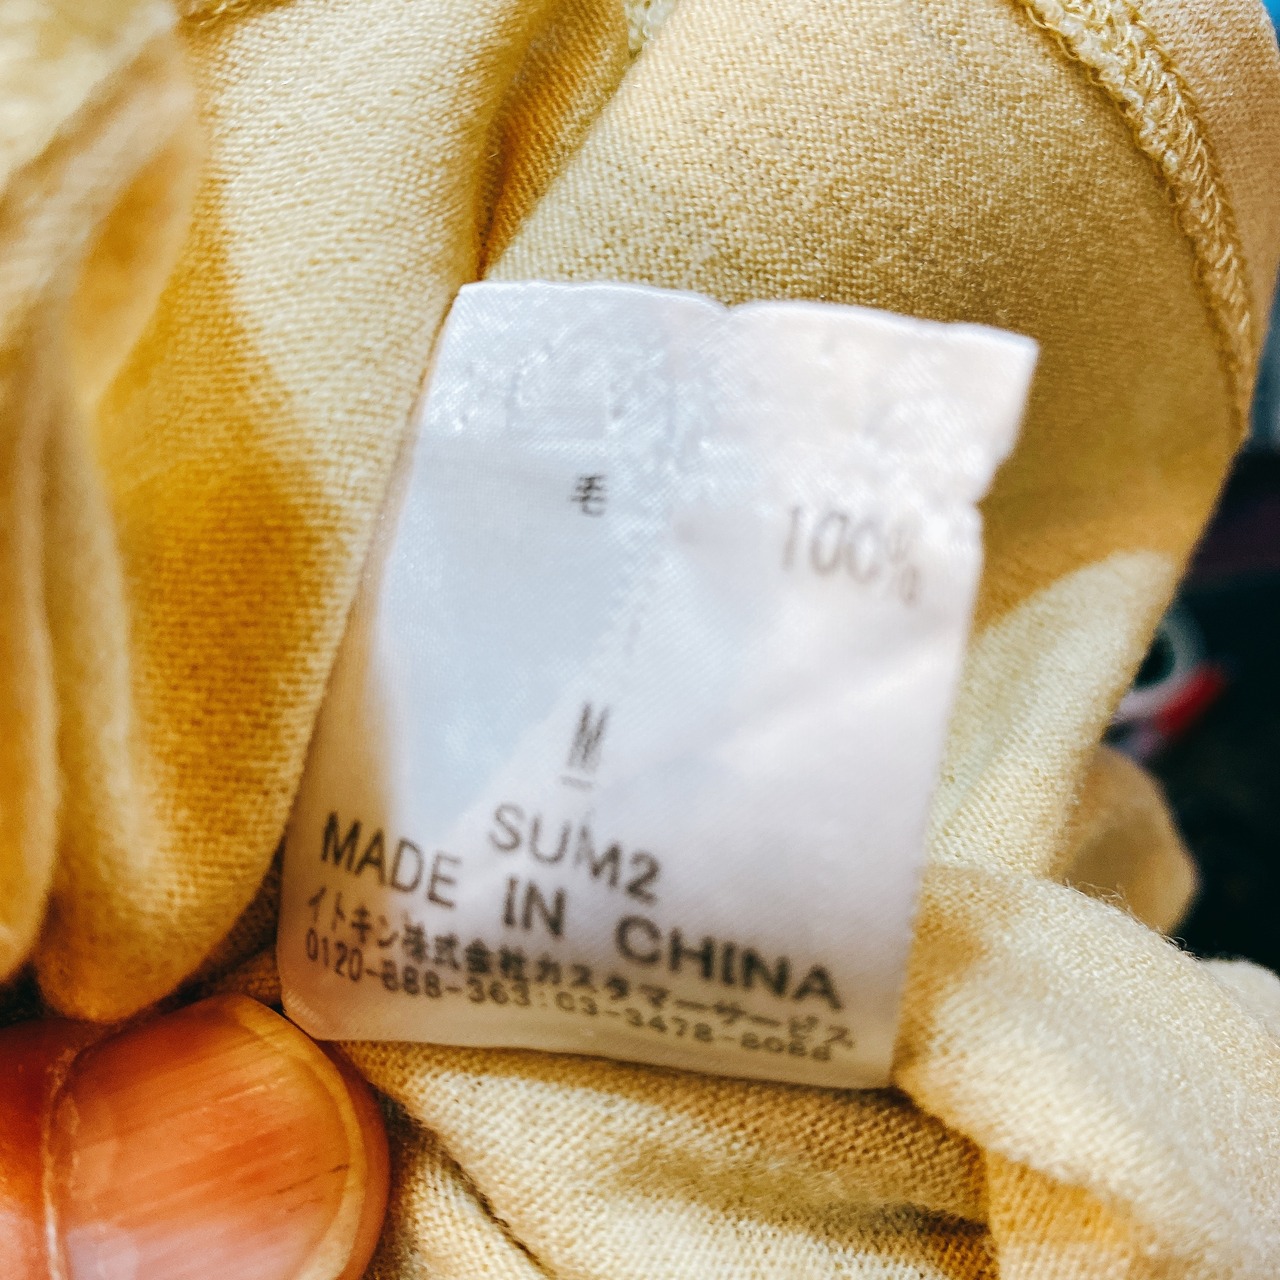 毛 100%
M
SUM2
MADE IN CHINA
イトキン株式会社カスタマーサービス
0120-888-363:03-3478-8088